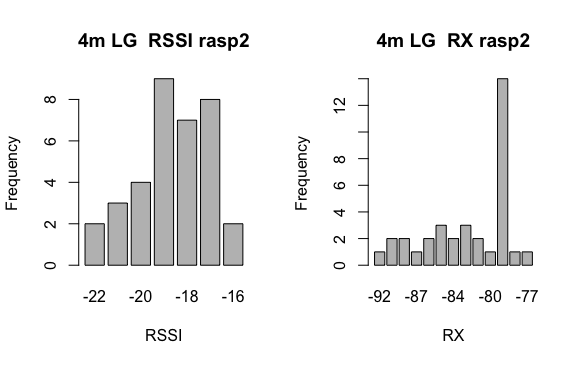 4m LG  RSSI rasp2
Frequency
0 2 4 6 8
-22 -20 -18 -16
RSSI
4m LG  RX rasp2
Frequency
0 2 4 6 8 12
-92 -87 -84 -80 -77
RX